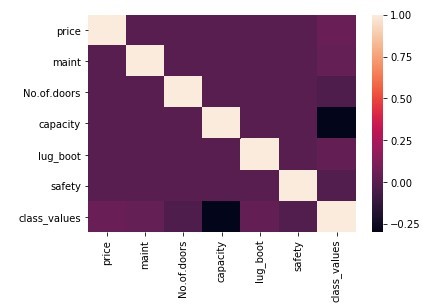 price
maint
No.of.doors
capacity
lug_boot
safety
class_values
price
maint
No.of.doors
capacity
lug_boot
safety
class_values
1.00
0.75
0.50
0.25
0.00
−0.25